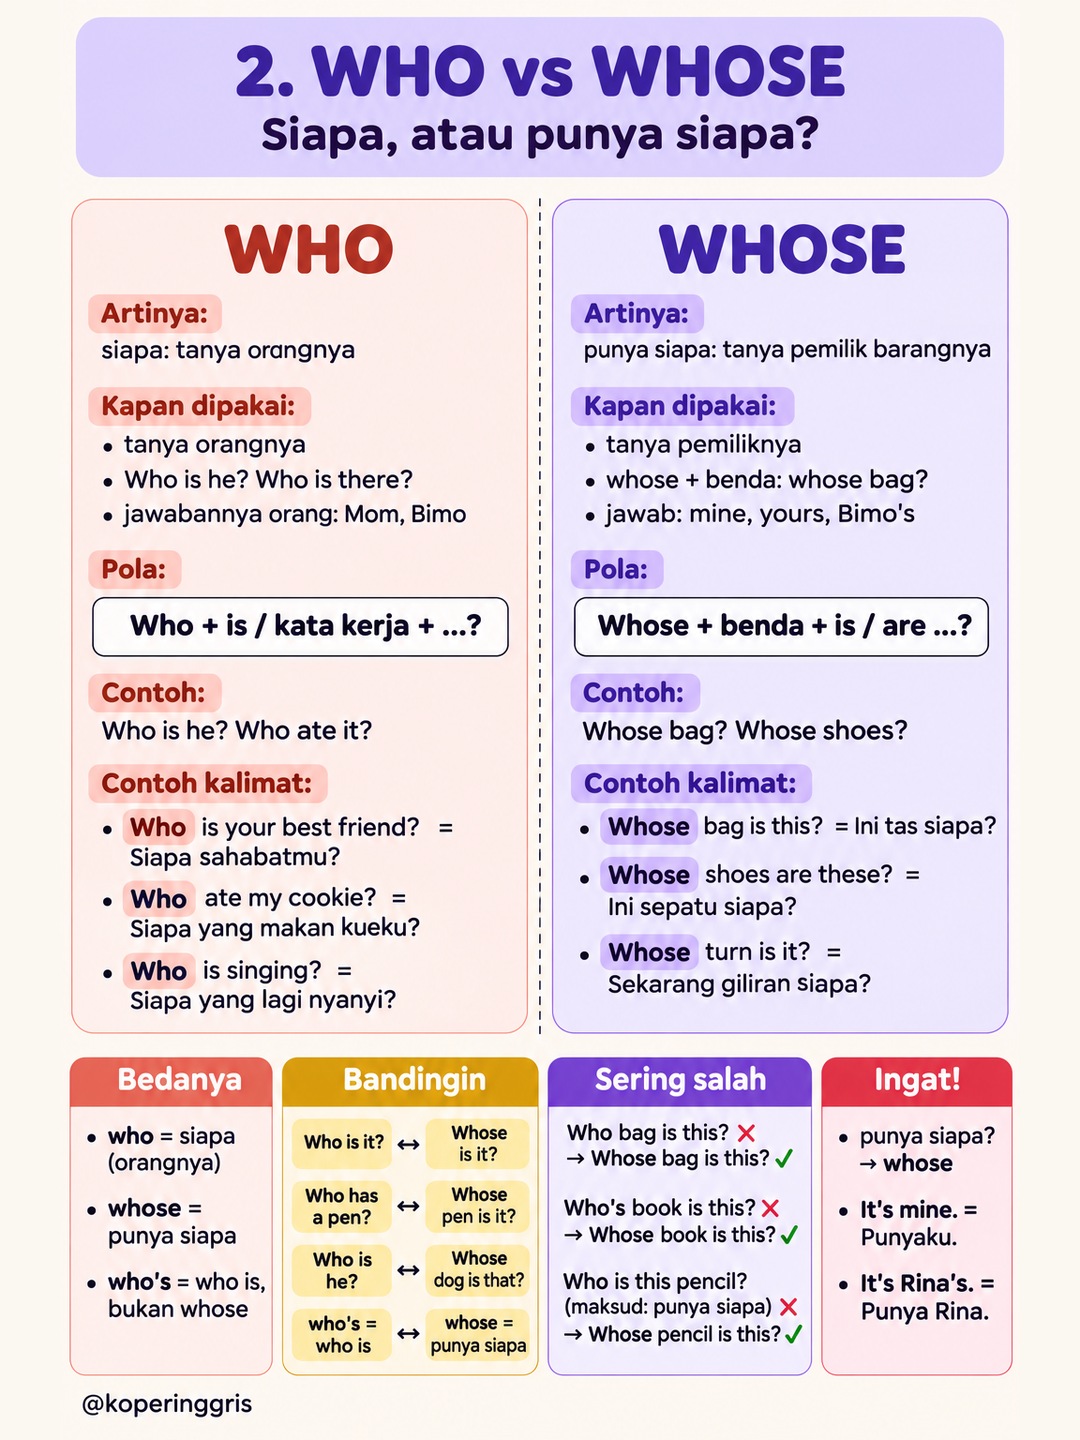 2. WHO vs WHOSE
Siapa, atau punya siapa?
WHO
Artinya:
siapa: tanya orangnya
Kapan dipakai:
• tanya orangnya
• Who is he? Who is there?
• jawabannya orang: Mom, Bimo
Pola:
Who + is / kata kerja + ...?
Contoh:
Who is he? Who ate it?
Contoh kalimat:
• Who is your best friend? =
Siapa sahabatmu?
• Who ate my cookie? =
Siapa yang makan kueku?
• Who is singing? =
Siapa yang lagi nyanyi?
WHOSE
Artinya:
punya siapa: tanya pemilik barangnya
Kapan dipakai:
• tanya pemiliknya
• whose + benda: whose bag?
• jawab: mine, yours, Bimo's
Pola:
Whose + benda + is / are ...?
Contoh:
Whose bag? Whose shoes?
Contoh kalimat:
• Whose bag is this? = Ini tas siapa?
• Whose shoes are these? =
Ini sepatu siapa?
• Whose turn is it? =
Sekarang giliran siapa?
Bedanya
• who = siapa
(orangnya)
• whose =
punya siapa
• who's = who is,
bukan whose
Bandingin
Who is it? ↔ Whose
is it?
Who has
a pen?
↔
Whose
pen is it?
Who is
he?
↔
Whose
dog is that?
who's =
who is
↔
whose =
punya siapa
Sering salah
Who bag is this? ❌
→ Whose bag is this? ✓
Who's book is this? ❌
→ Whose book is this? ✓
Who is this pencil?
(maksud: punya siapa) ❌
→ Whose pencil is this? ✓
Ingat!
• punya siapa?
→ whose
• It's mine. =
Punyaku.
• It's Rina's. =
Punya Rina.
@koperinggris